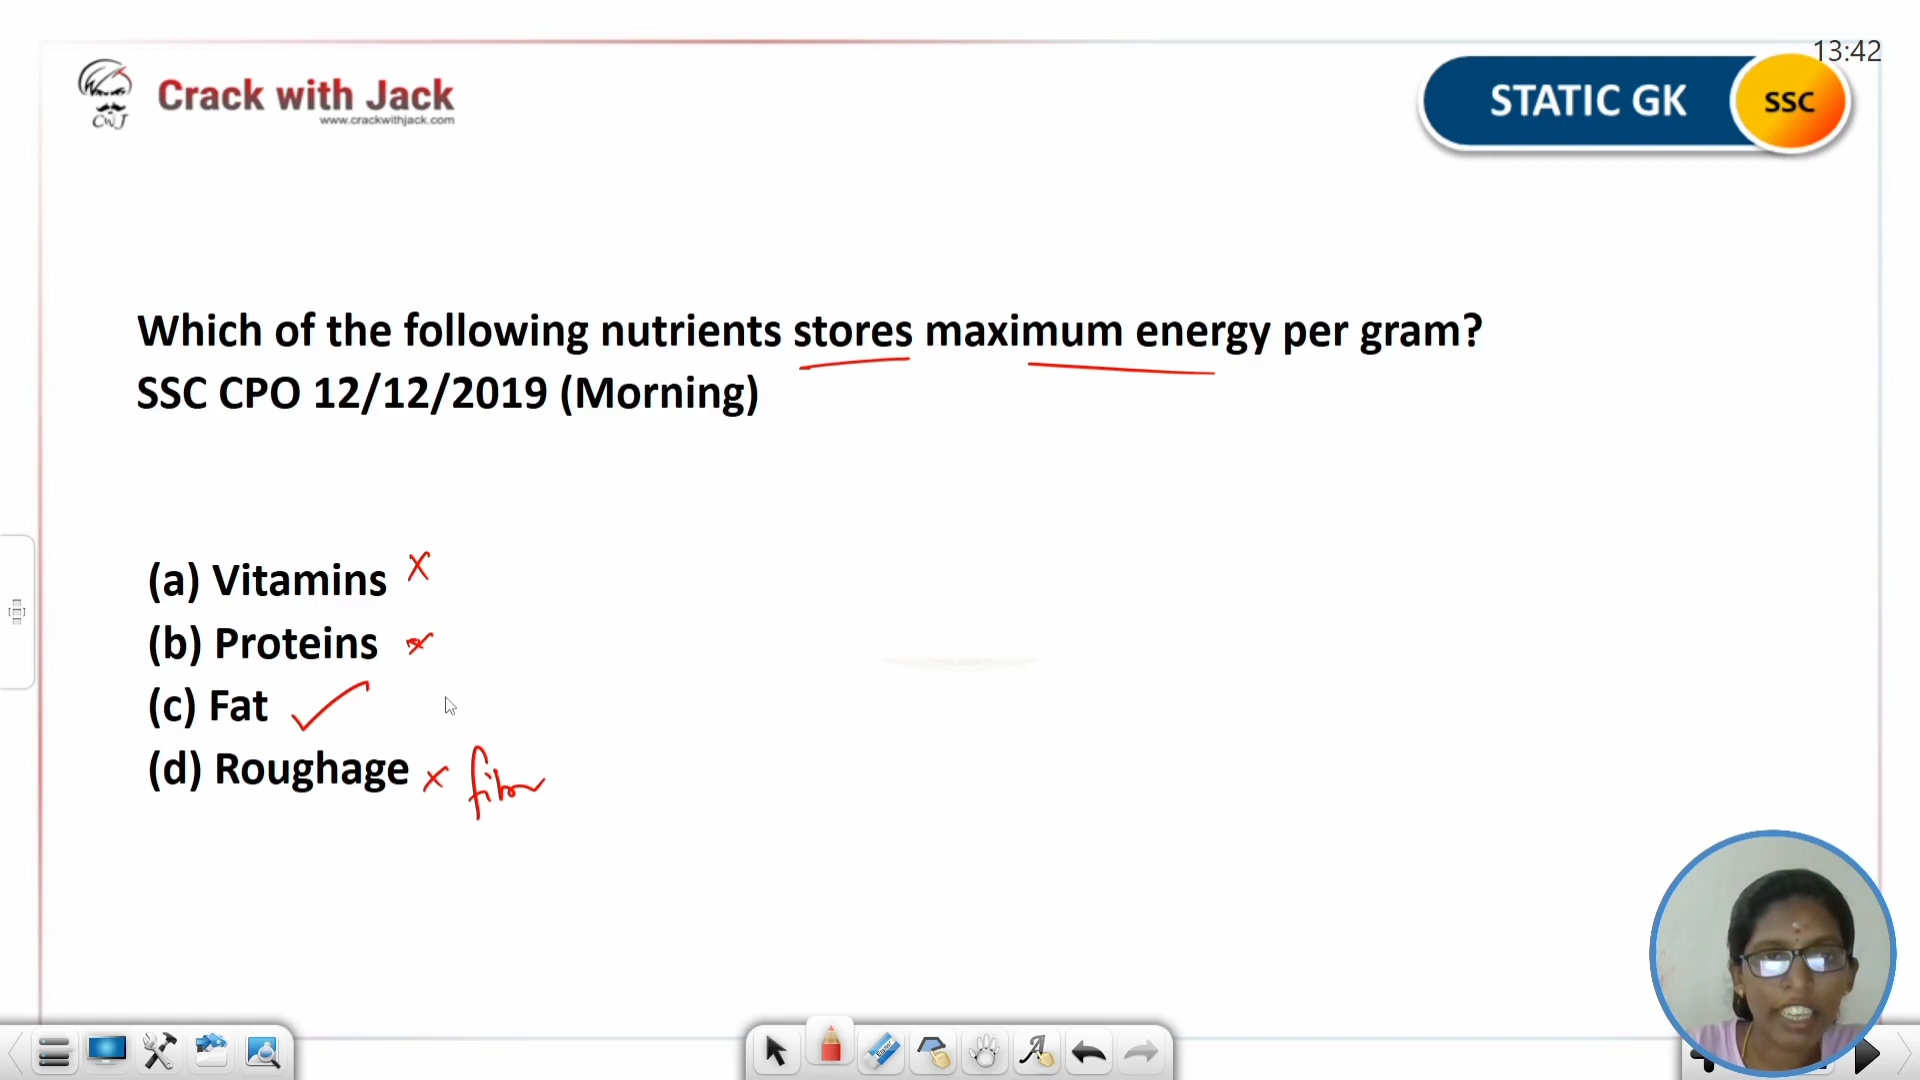 13:42
Crack with Jack
www.crackwithjack.com
CWJ
STATIC GK
SSC
Which of the following nutrients stores maximum energy per gram?
SSC CPO 12/12/2019 (Morning)
(a) Vitamins
(b) Proteins
(c) Fat
(d) Roughage